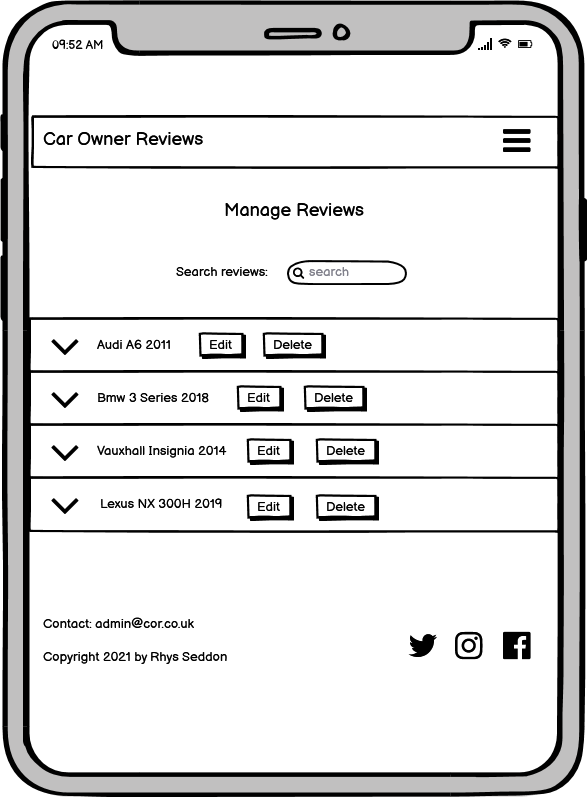 09:52 AM
Car Owner Reviews
Manage Reviews
Search reviews: search
Audi A6 2011 Edit Delete
Bmw 3 Series 2018 Edit Delete
Vauxhall Insignia 2014 Edit Delete
Lexus NX 300H 2019 Edit Delete
Contact: admin@cor.co.uk
Copyright 2021 by Rhys Seddon